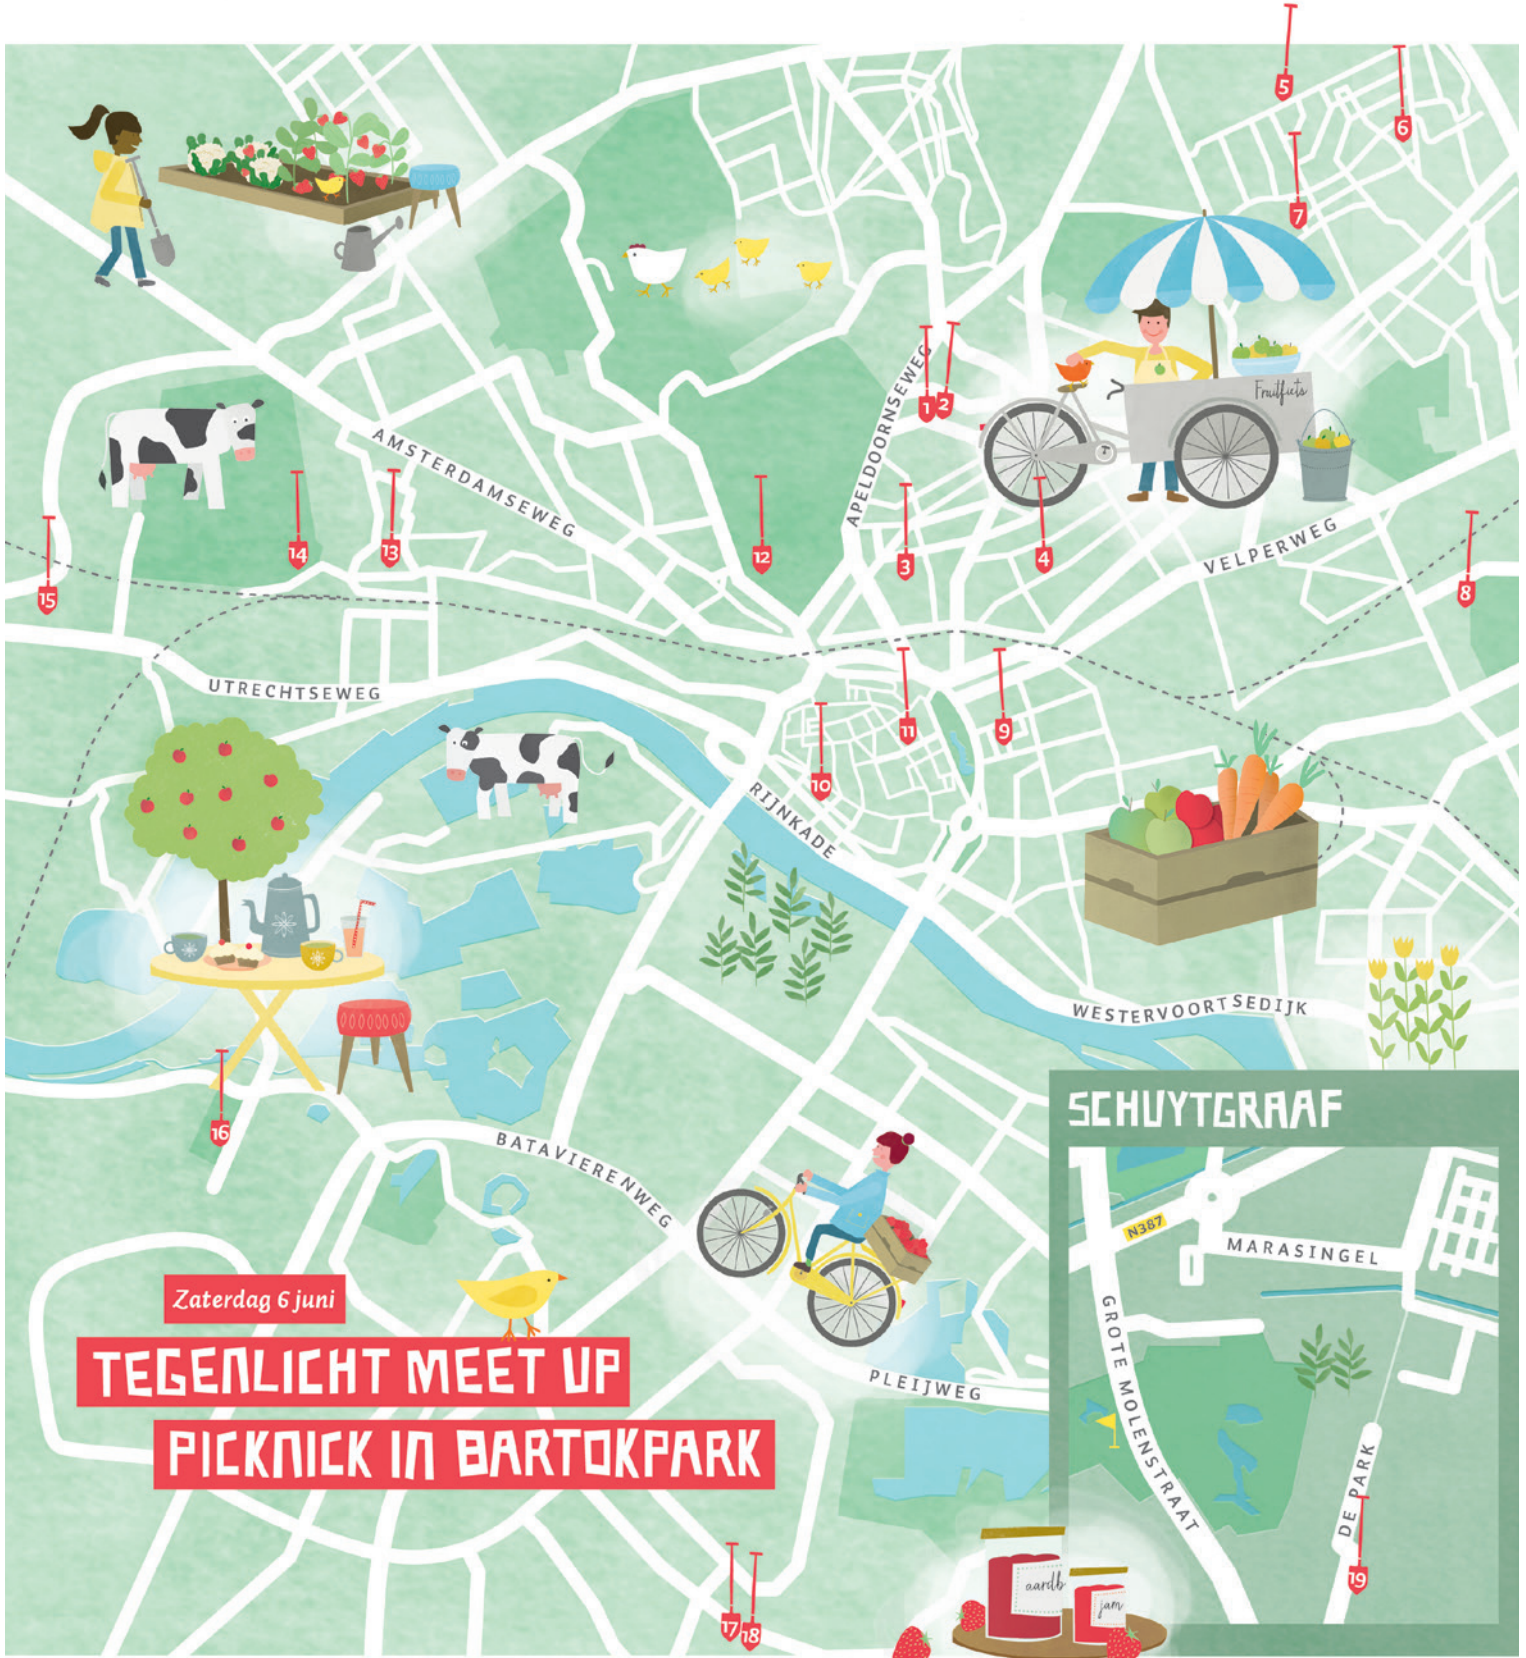 5
6
7
APELDOORNSEWEG
1
2
Fruitfiets
AMSTERDAMSEWEG
VELPERWEG
15
14
13
12
3
4
8
UTRECHTSEWEG
11
9
10
RIJNKADE
WESTERVOORTSEDIJK
16
BATAVIERENWEG
SCHUYTGRAAF
N387
MARASINGEL
GROTE MOLENSTRAAT
DE PARK
19
PLEIJWEG
Zaterdag 6 juni
TEGENLICHT MEET UP
PICKNICK IN BARTOKPARK
17
18
aardb
jam